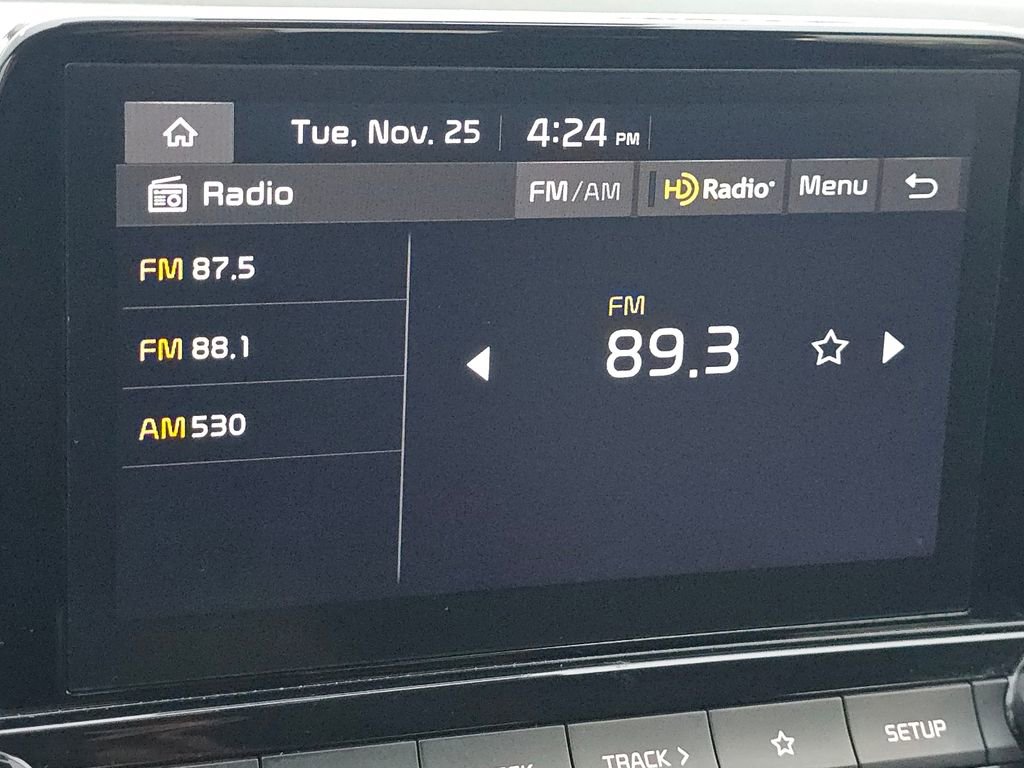 Tue, Nov. 25 4:24 PM
Radio FM/AM HD Radio Menu
FM 87.5
FM 88.1
AM 530
FM
89.3
TRACK >
SETUP